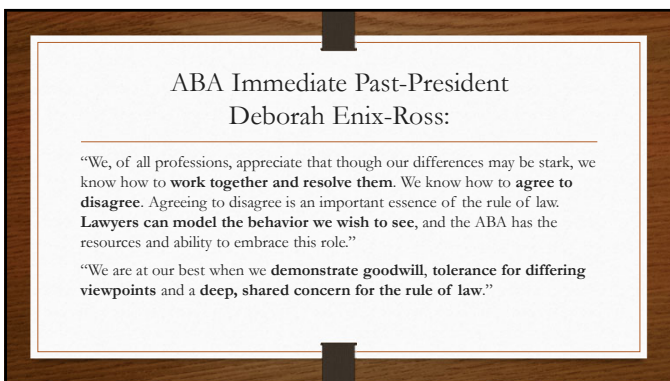 ABA Immediate Past-President
Deborah Enix-Ross:
“We, of all professions, appreciate that though our differences may be stark, we
know how to work together and resolve them. We know how to agree to
disagree. Agreeing to disagree is an important essence of the rule of law.
Lawyers can model the behavior we wish to see, and the ABA has the
resources and ability to embrace this role.”
“We are at our best when we demonstrate goodwill, tolerance for differing
viewpoints and a deep, shared concern for the rule of law.”